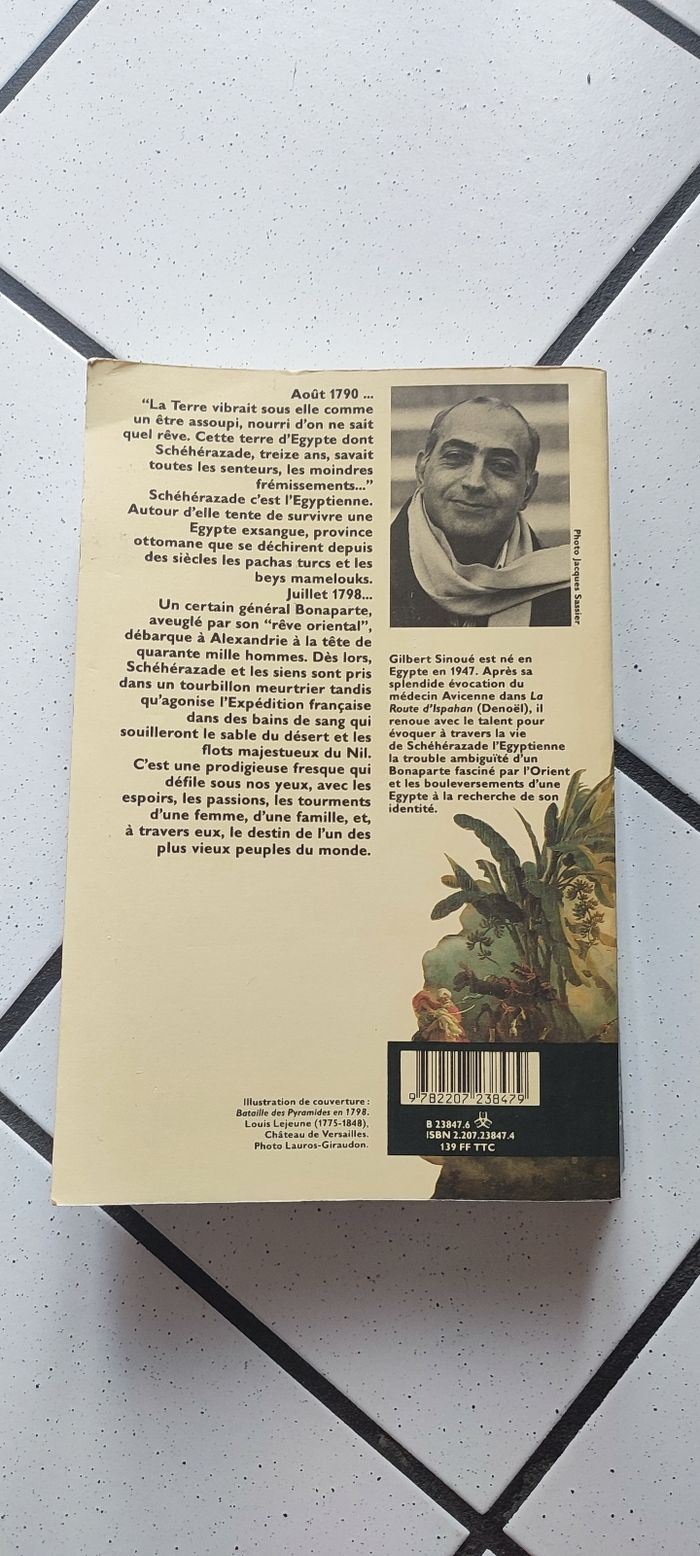 Août 1790 ...
“La Terre vibrait sous elle comme
un être assoupi, nourri d’on ne sait
quel rêve. Cette terre d’Egypte dont
Schéhérazade, treize ans, savait
toutes les senteurs, les moindres
frémissements...”
Schéhérazade c’est l’Egyptienne.
Autour d’elle tente de survivre une
Egypte exsangue, province
ottomane que se déchirent depuis
des siècles les pachas turcs et les
beys mamelouks.
Juillet 1798...
Un certain général Bonaparte,
aveuglé par son “rêve oriental”,
débarque à Alexandrie à la tête de
quarante mille hommes. Dès lors,
Schéhérazade et les siens sont pris
dans un tourbillon meurtrier tandis
qu’agonise l’Expédition française
dans des bains de sang qui
souilleront le sable du désert et les
flots majestueux du Nil.
C’est une prodigieuse fresque qui
défile sous nos yeux, avec les
espoirs, les passions, les tourments
d’une femme, d’une famille, et,
à travers eux, le destin de l’un des
plus vieux peuples du monde.
Photo Jacques Sassier
Gilbert Sinoué est né en
Egypte en 1947. Après sa
splendide évocation du
médecin Avicenne dans La
Route d’Ispahan (Denoël), il
renoue avec le talent pour
évoquer à travers la vie
de Schéhérazade l’Egyptienne
la trouble ambiguïté d’un
Bonaparte fasciné par l’Orient
et les bouleversements d’une
Egypte à la recherche de son
identité.
Illustration de couverture :
Bataille des Pyramides en 1798.
Louis Lejeune (1775-1848),
Château de Versailles.
Photo Lauros-Giraudon.
9 782207 238479
B 23847.6
ISBN 2.207.23847.4
139 FF TTC